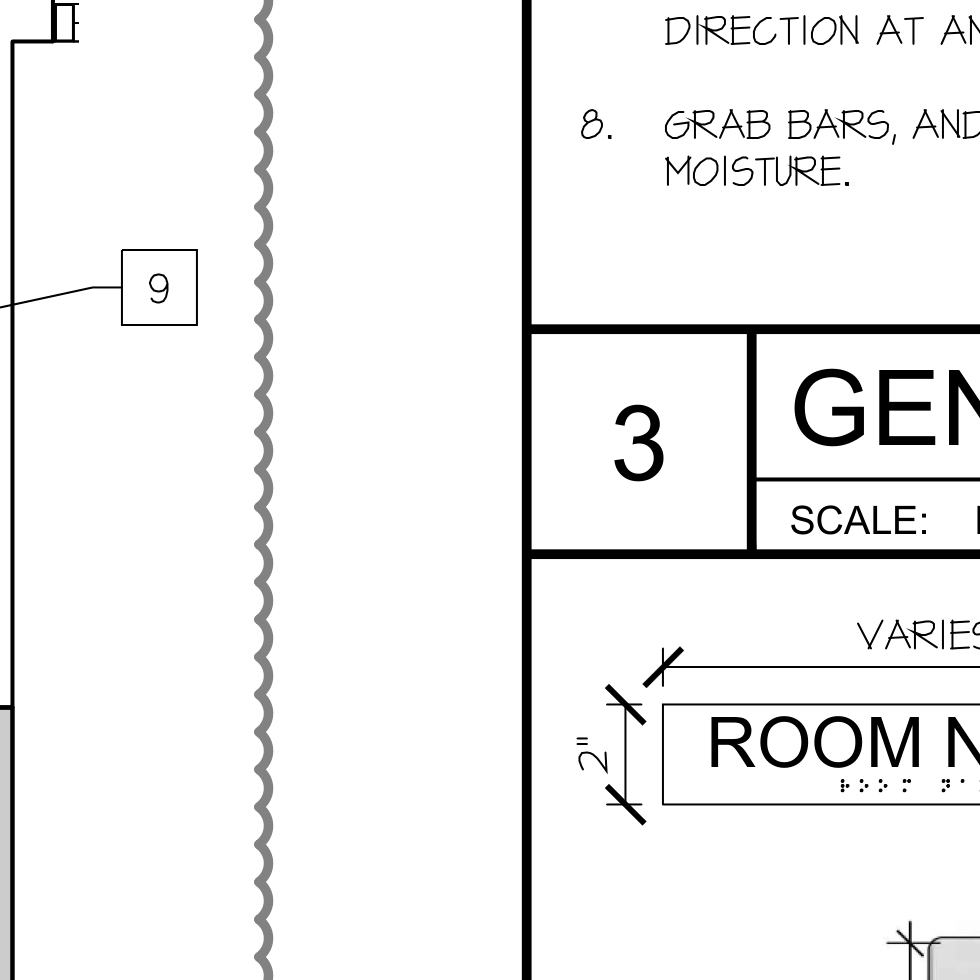 DIRECTION AT AN
8. GRAB BARS, AND
MOISTURE.
9
3
GEN
SCALE:
VARIES
2"
ROOM N